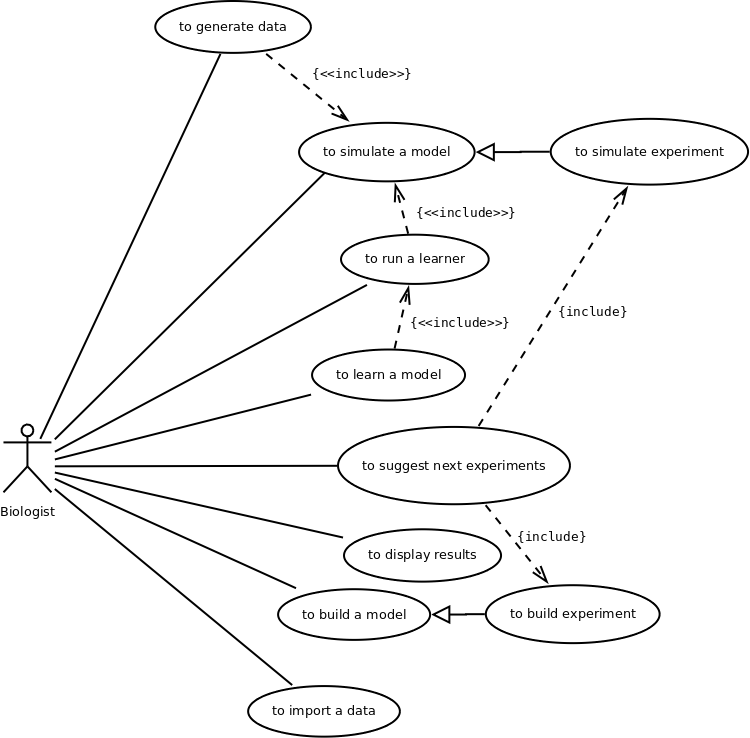 to generate data
{<<include>>}
to simulate a model
to simulate experiment
{<<include>>}
to run a learner
{include}
{<<include>>}
to learn a model
to suggest next experiments
Biologist
{include}
to display results
to build a model
to build experiment
to import a data